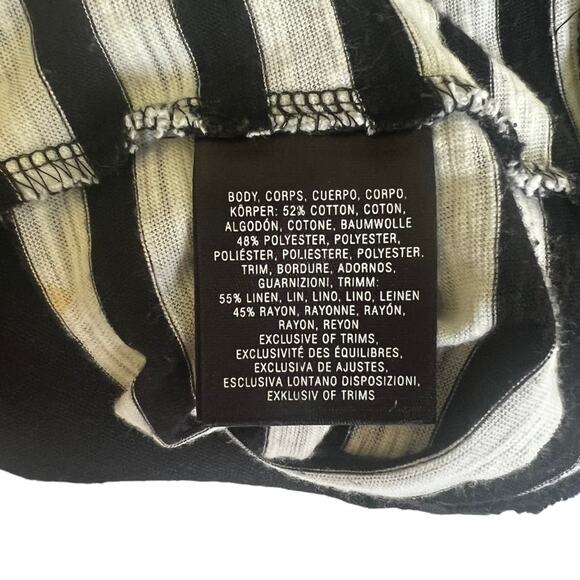 BODY, CORPS, CUERPO, CORPO,
KÖRPER: 52% COTTON, COTON,
ALGODÓN, COTONE, BAUMWOLLE
48% POLYESTER, POLYESTER,
POLIÉSTER, POLIESTERE, POLYESTER.
TRIM, BORDURE, ADORNOS,
GUARNIZIONI, TRIMM:
55% LINEN, LIN, LINO, LINO, LEINEN
45% RAYON, RAYONNE, RAYÓN,
RAYON, REYON
EXCLUSIVE OF TRIMS,
EXCLUSIVITÉ DES ÉQUILIBRES,
EXCLUSIVA DE AJUSTES,
ESCLUSIVA LONTANO DISPOSIZIONI,
EXKLUSIV OF TRIMS